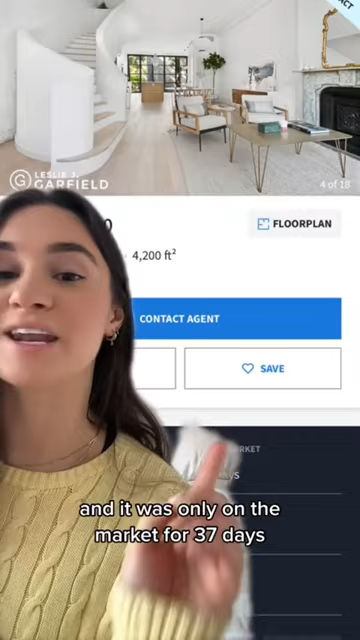 LESLIE J.
GARFIELD
4 of 18
0
FLOORPLAN
4,200 ft²
CONTACT AGENT
SAVE
and it was only on the
market for 37 days